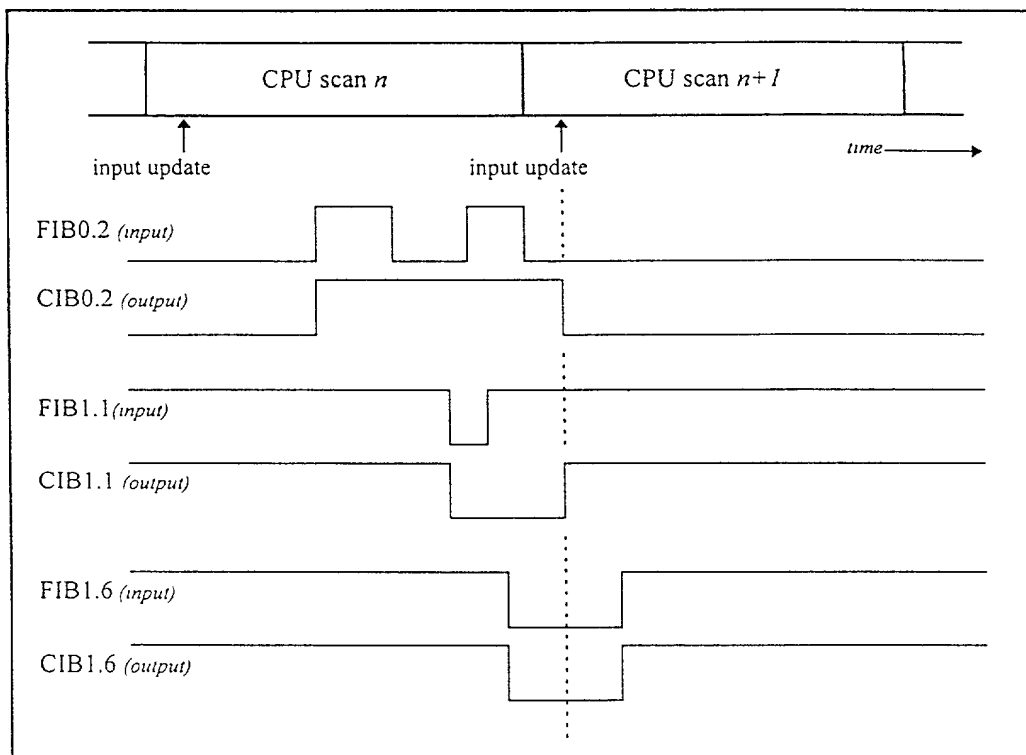 CPU scan n
CPU scan n+1
input update
input update
time
FIB0.2 (input)
CIB0.2 (output)
FIB1.1 (input)
CIB1.1 (output)
FIB1.6 (input)
CIB1.6 (output)